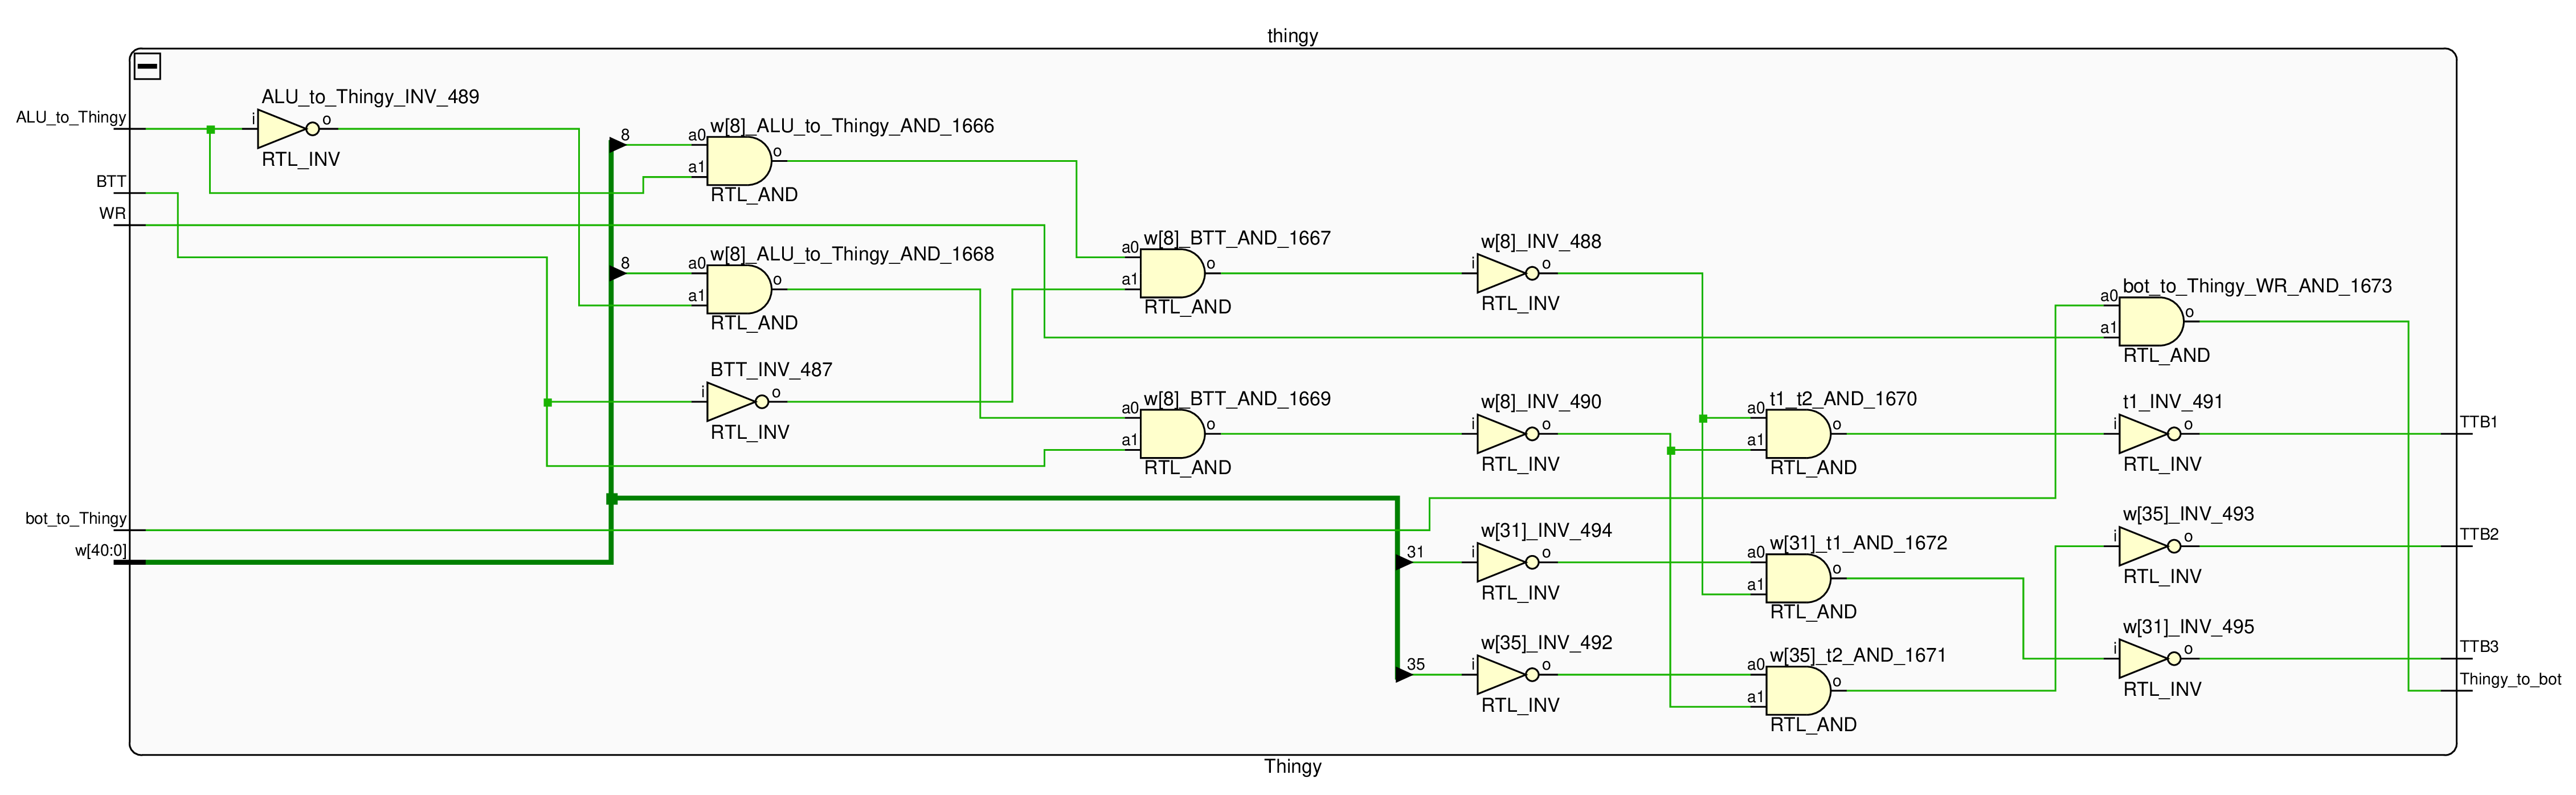 thingy
ALU_to_Thingy
BTT
WR
bot_to_Thingy
w[40:0]
ALU_to_Thingy_INV_489
i
o
RTL_INV
8
w[8]_ALU_to_Thingy_AND_1666
a0
a1
o
RTL_AND
8
w[8]_ALU_to_Thingy_AND_1668
a0
a1
o
RTL_AND
BTT_INV_487
i
o
RTL_INV
w[8]_BTT_AND_1667
a0
a1
o
RTL_AND
w[8]_BTT_AND_1669
a0
a1
o
RTL_AND
w[8]_INV_488
i
o
RTL_INV
w[8]_INV_490
i
o
RTL_INV
31
w[31]_INV_494
i
o
RTL_INV
35
w[35]_INV_492
i
o
RTL_INV
t1_t2_AND_1670
a0
a1
o
RTL_AND
w[31]_t1_AND_1672
a0
a1
o
RTL_AND
w[35]_t2_AND_1671
a0
a1
o
RTL_AND
bot_to_Thingy_WR_AND_1673
a0
a1
o
RTL_AND
t1_INV_491
i
o
RTL_INV
w[35]_INV_493
i
o
RTL_INV
w[31]_INV_495
i
o
RTL_INV
TTB1
TTB2
TTB3
Thingy_to_bot
Thingy